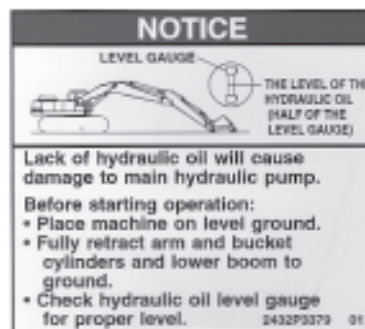 NOTICE
LEVEL GAUGE
THE LEVEL OF TH
HYDRAULIC OIL
(HALF OF THE
LEVEL GAUGE)
Lack of hydraulic oil will cause
damage to main hydraulic pump.
Before starting operation:
• Place machine on level ground.
• Fully retract arm and bucket
cylinders and lower boom to
ground.
• Check hydraulic oil level gauge
for proper level. 2432P3379 01